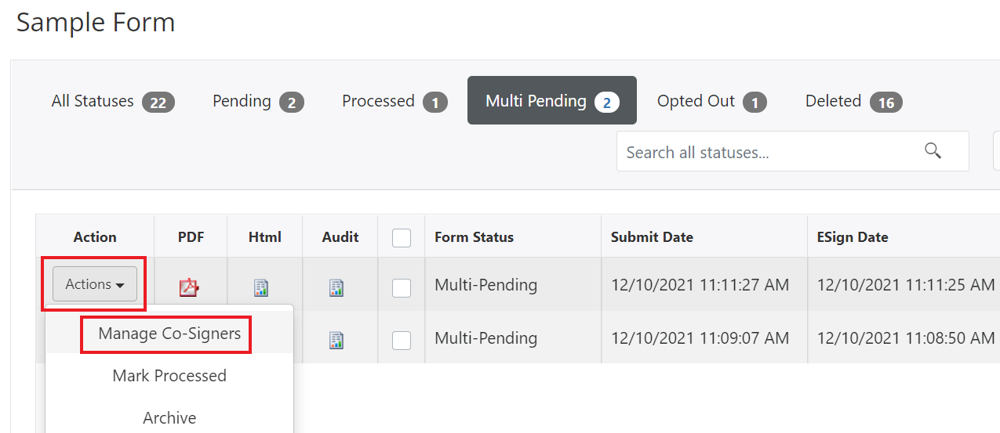 Sample Form
All Statuses 22 Pending 2 Processed 1 Multi Pending 2 Opted Out 1 Deleted 16
Search all statuses...
Action PDF Html Audit Form Status Submit Date ESign Date
Actions Multi-Pending 12/10/2021 11:11:27 AM 12/10/2021 11:11:25 AM
Manage Co-Signers Multi-Pending 12/10/2021 11:09:07 AM 12/10/2021 11:08:50 AM
Mark Processed
Archive